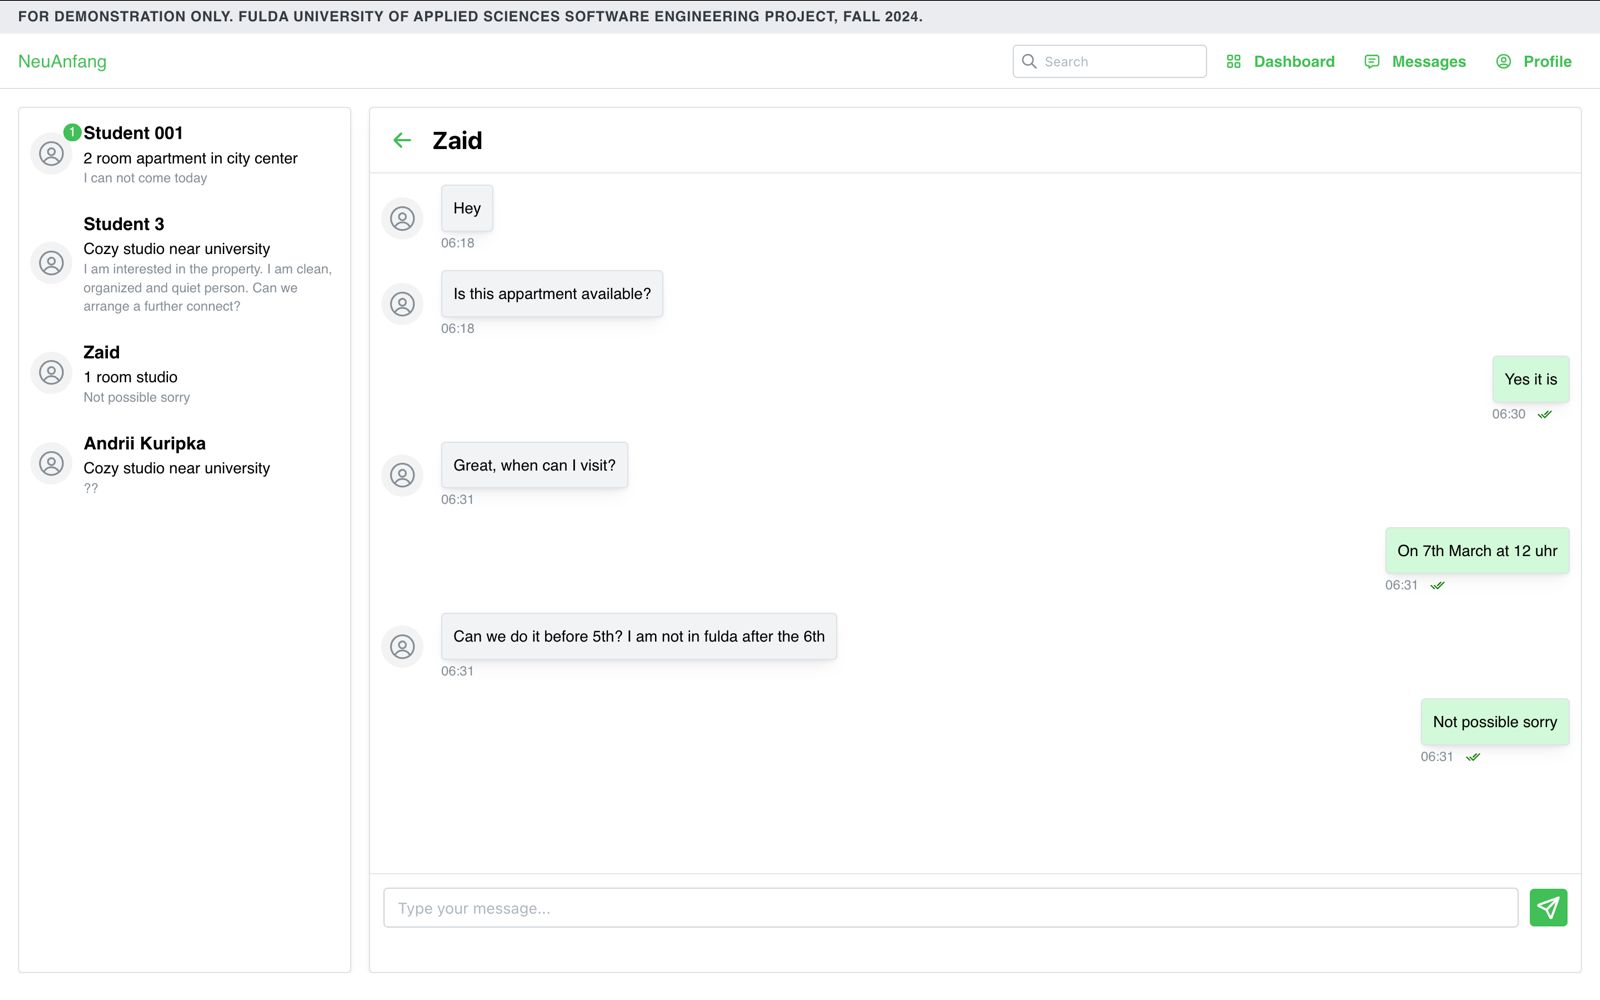 FOR DEMONSTRATION ONLY. FULDA UNIVERSITY OF APPLIED SCIENCES SOFTWARE ENGINEERING PROJECT, FALL 2024.
NeuAnfang
Search
Dashboard
Messages
Profile
1
Student 001
2 room apartment in city center
I can not come today
Student 3
Cozy studio near university
I am interested in the property. I am clean,
organized and quiet person. Can we
arrange a further connect?
Zaid
1 room studio
Not possible sorry
Andrii Kuripka
Cozy studio near university
??
Zaid
Hey
06:18
Is this appartment available?
06:18
Yes it is
06:30
Great, when can I visit?
06:31
On 7th March at 12 uhr
06:31
Can we do it before 5th? I am not in fulda after the 6th
06:31
Not possible sorry
06:31
Type your message...